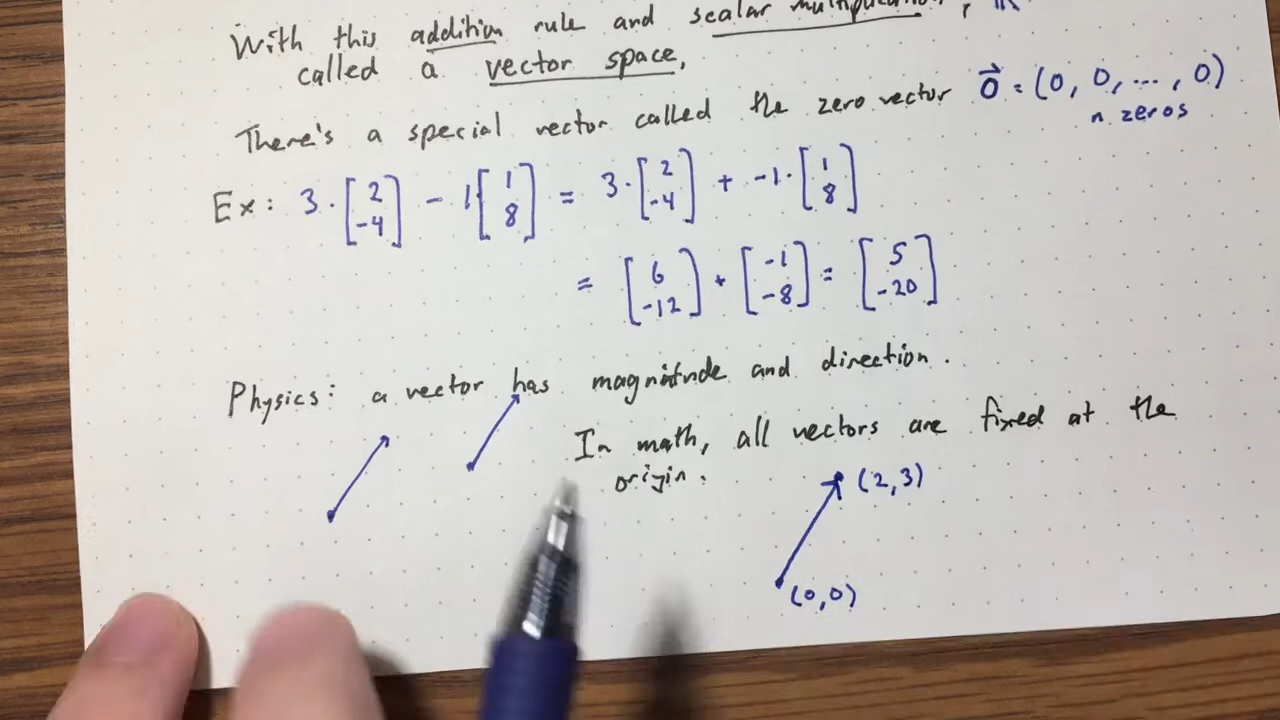 With this addition rule and scalar multiplication,
called a vector space,
There's a special vector called the zero vector 0⃗ = (0, 0, ..., 0)
n zeros
Ex: 3 · [2 -4] - 1[1 8] = 3 · [2 -4] + -1 · [1 8]
= [6 -12] + [-1 -8] = [5 -20]
Physics: a vector has magnitude and direction.
In math, all vectors are fixed at the
origin.
(2,3)
(0,0)